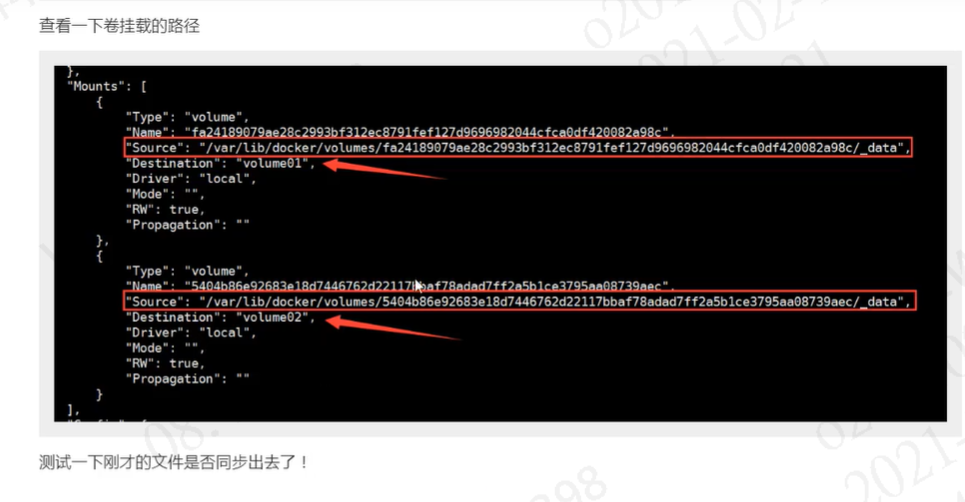 查看一下卷挂载的路径
},
"Mounts": [
{
"Type": "volume",
"Name": "fa24189079ae28c2993bf312ec8791fef127d9696982044cfca0df420082a98c",
"Source": "/var/lib/docker/volumes/fa24189079ae28c2993bf312ec8791fef127d9696982044cfca0df420082a98c/_data",
"Destination": "volume01",
"Driver": "local",
"Mode": "",
"RW": true,
"Propagation": ""
},
{
"Type": "volume",
"Name": "5404b86e92683e18d7446762d22117bbaf78adad7ff2a5b1ce3795aa08739aec",
"Source": "/var/lib/docker/volumes/5404b86e92683e18d7446762d22117bbaf78adad7ff2a5b1ce3795aa08739aec/_data",
"Destination": "volume02",
"Driver": "local",
"Mode": "",
"RW": true,
"Propagation": ""
}
],
测试一下刚才的文件是否同步出去了！